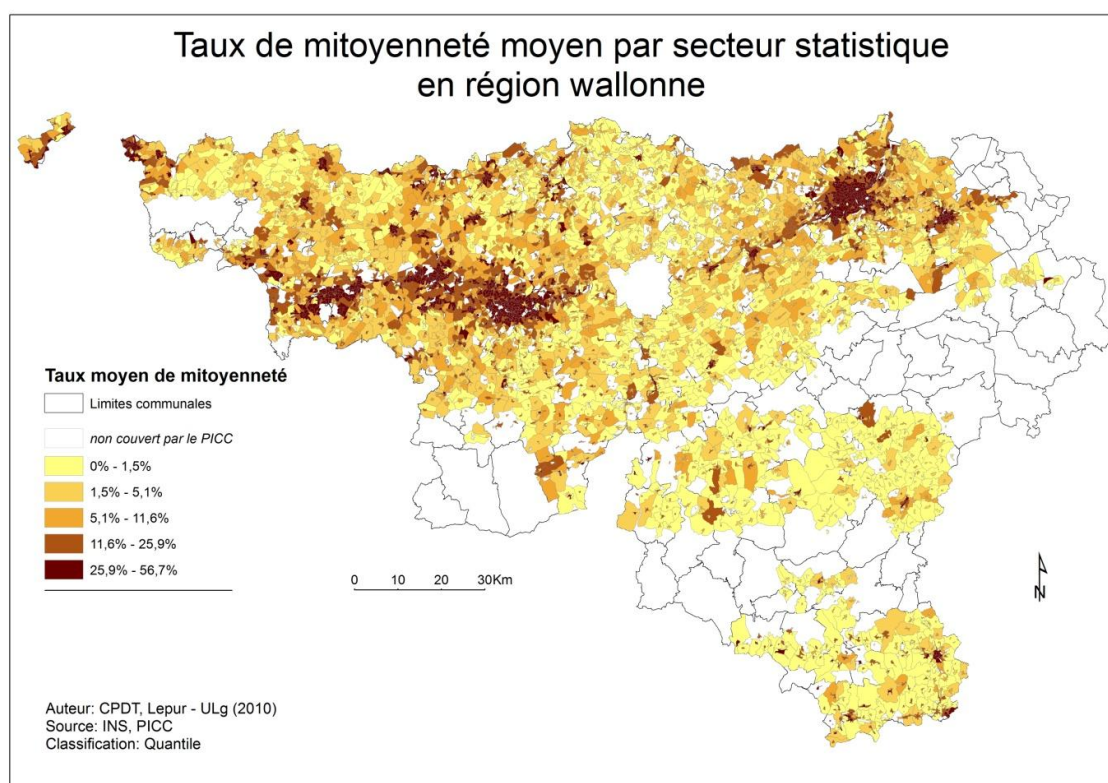 Taux de mitoyenneté moyen par secteur statistique
en région wallonne
Taux moyen de mitoyenneté
Limites communales
non couvert par le PICC
0% - 1,5%
1,5% - 5,1%
5,1% - 11,6%
11,6% - 25,9%
25,9% - 56,7%
0 10 20 30Km
N
Auteur: CPDT, Lepur - ULg (2010)
Source: INS, PICC
Classification: Quantile